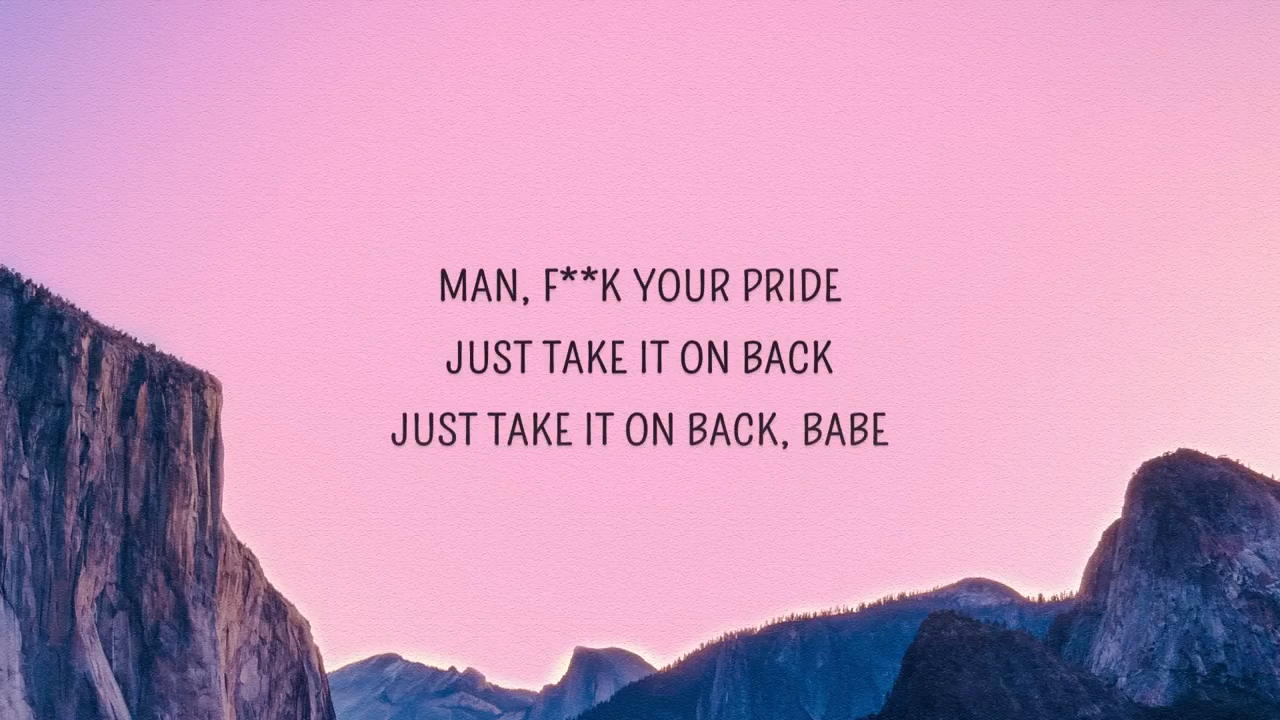 MAN, F**K YOUR PRIDE
JUST TAKE IT ON BACK
JUST TAKE IT ON BACK, BABE